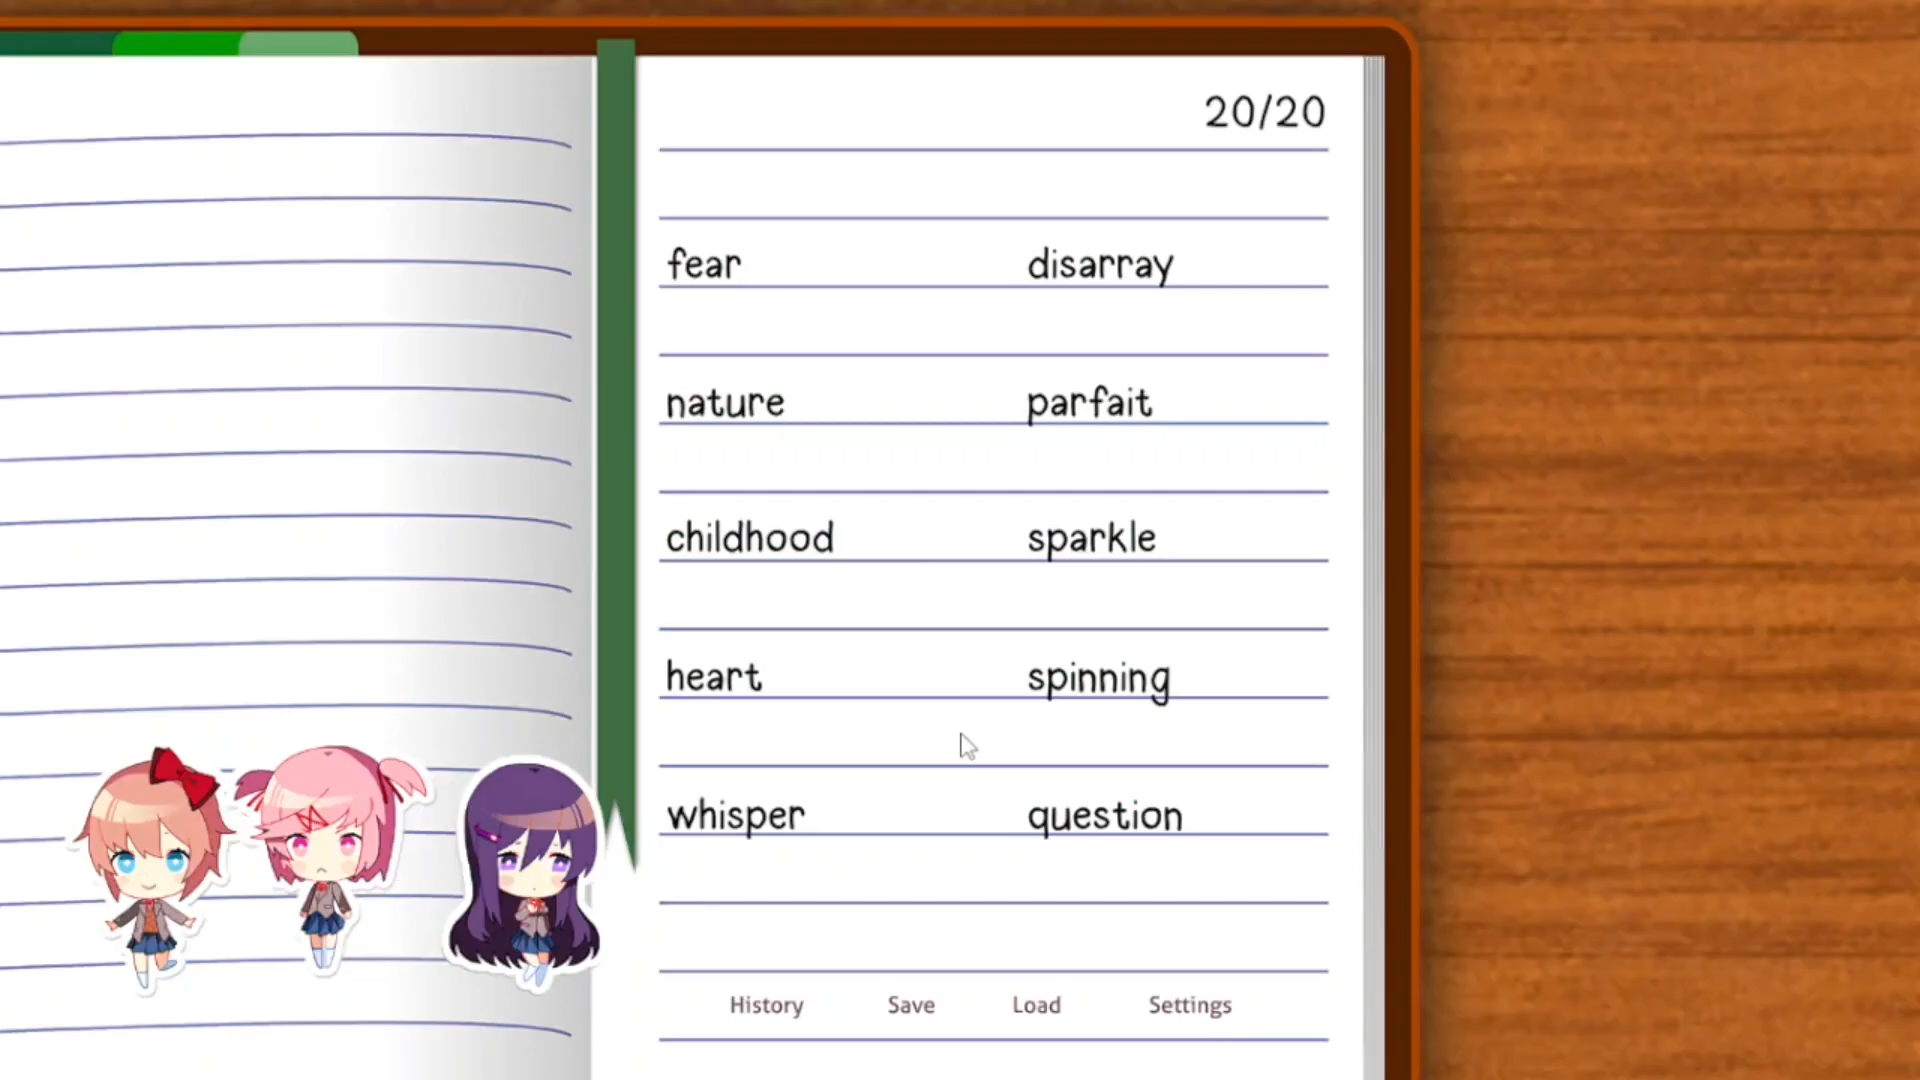 20/20
fear disarray
nature parfait
childhood sparkle
heart spinning
whisper question
History Save Load Settings